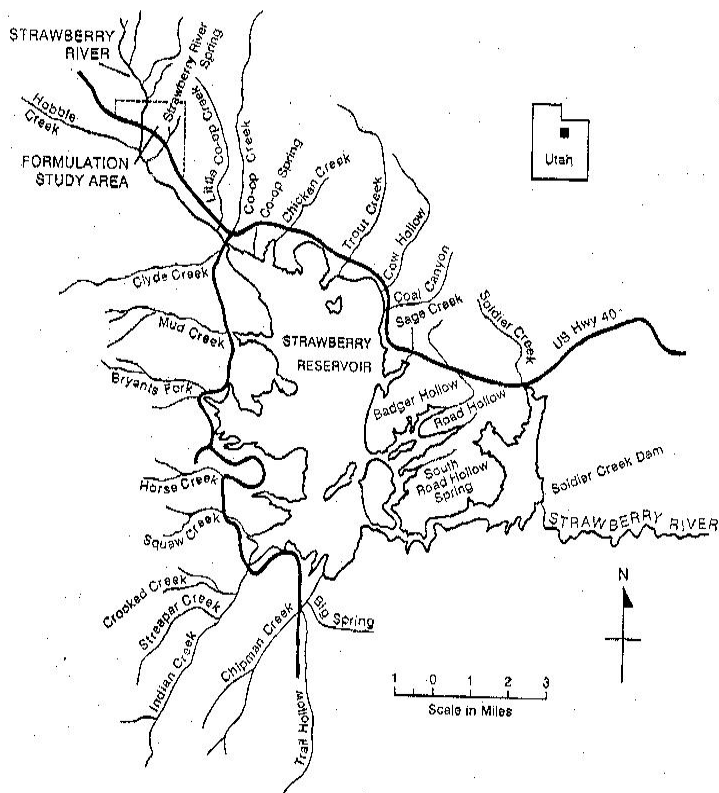 STRAWBERRY
RIVER
Strawberry River
Spring
Hobble
Creek
FORMULATION
STUDY AREA
Little Co-op Creek
Co-op Creek
Co-op Spring
Chicken Creek
Trout Creek
Cow Hollow
Utah
Clyde Creek
Coal Canyon
Sage Creek
Soldier Creek
US Hwy 40
Mud Creek
STRAWBERRY
RESERVOIR
Bryants Fork
Badger Hollow
Road Hollow
Horse Creek
South
Road Hollow
Spring
Soldier Creek Dam
STRAWBERRY RIVER
Squaw Creek
Crooked Creek
Streapar Creek
Indian Creek
Chipman Creek
Big
Spring
Trail Hollow
N
1 0 1 2 3
Scale in Miles